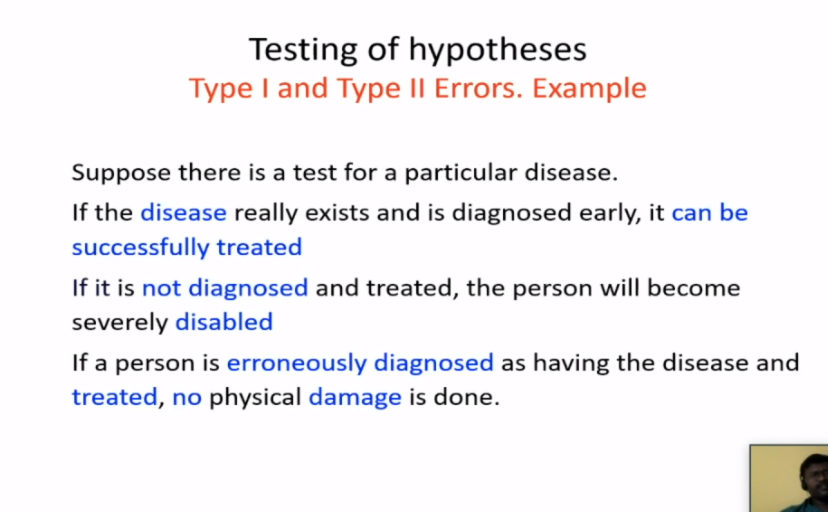 Testing of hypotheses
Type I and Type II Errors. Example
Suppose there is a test for a particular disease.
If the disease really exists and is diagnosed early, it can be
successfully treated
If it is not diagnosed and treated, the person will become
severely disabled
If a person is erroneously diagnosed as having the disease and
treated, no physical damage is done.